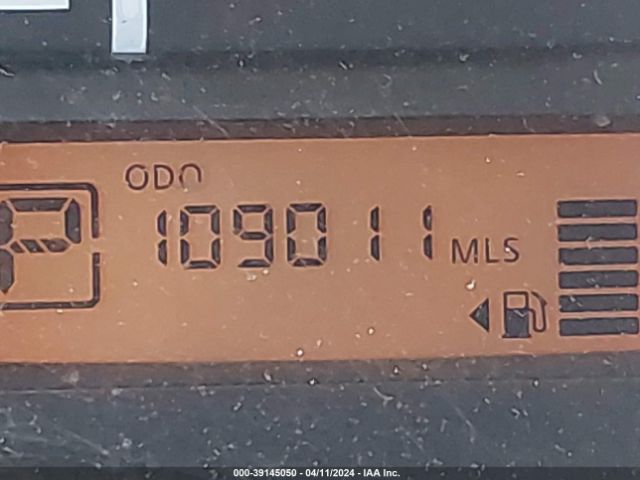 ODO
109011 MLS
P
000-39145050 - 04/11/2024 - IAA Inc.